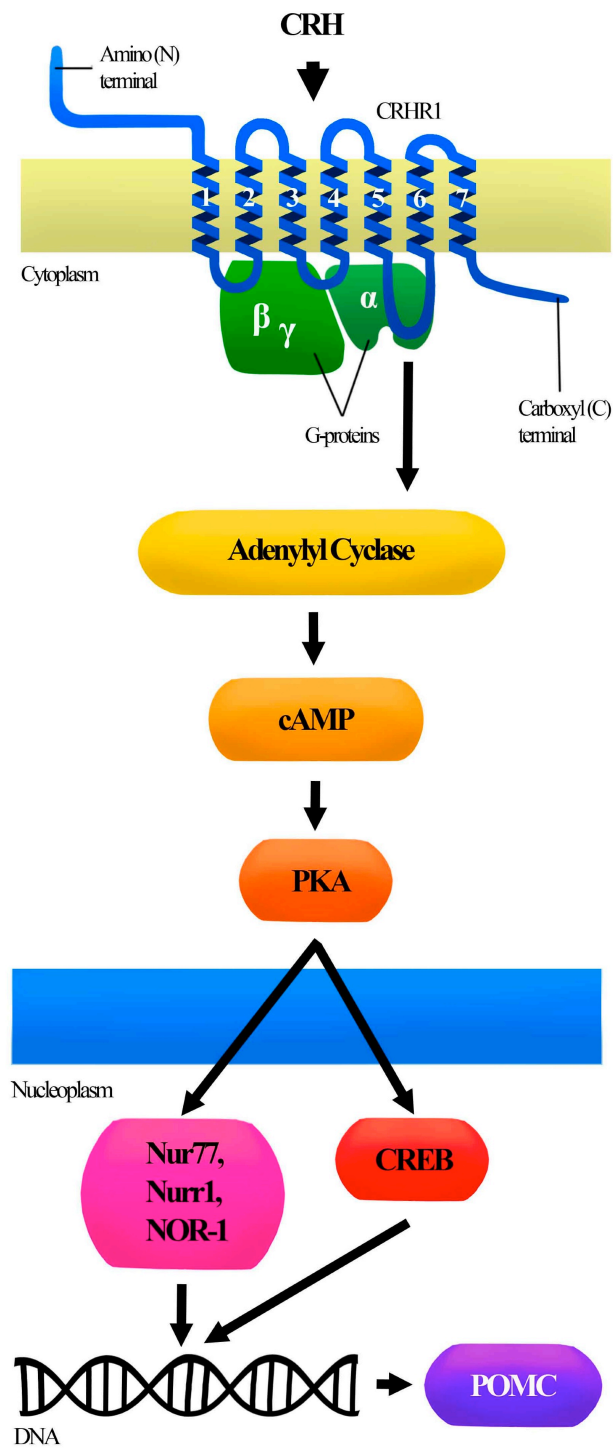 CRH
Amino (N)
terminal
CRHR1
1 2 3 4 5 6 7
Cytoplasm
β γ
α
G-proteins
Carboxyl (C)
terminal
Adenylyl Cyclase
cAMP
PKA
Nucleoplasm
Nur77,
Nurr1,
NOR-1
CREB
DNA
POMC